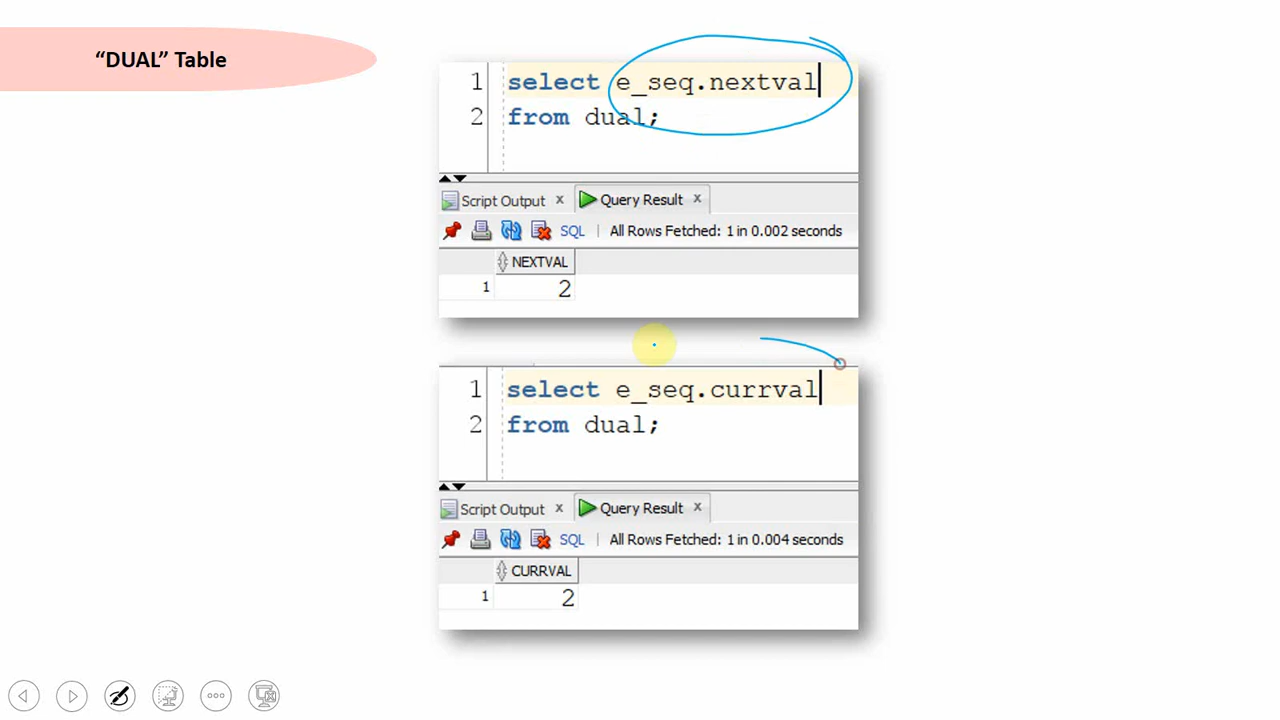 “DUAL” Table
1 select e_seq.nextval
2 from dual;
Script Output x Query Result x
SQL | All Rows Fetched: 1 in 0.002 seconds
NEXTVAL
1 2
1 select e_seq.currval
2 from dual;
Script Output x Query Result x
SQL | All Rows Fetched: 1 in 0.004 seconds
CURRVAL
1 2